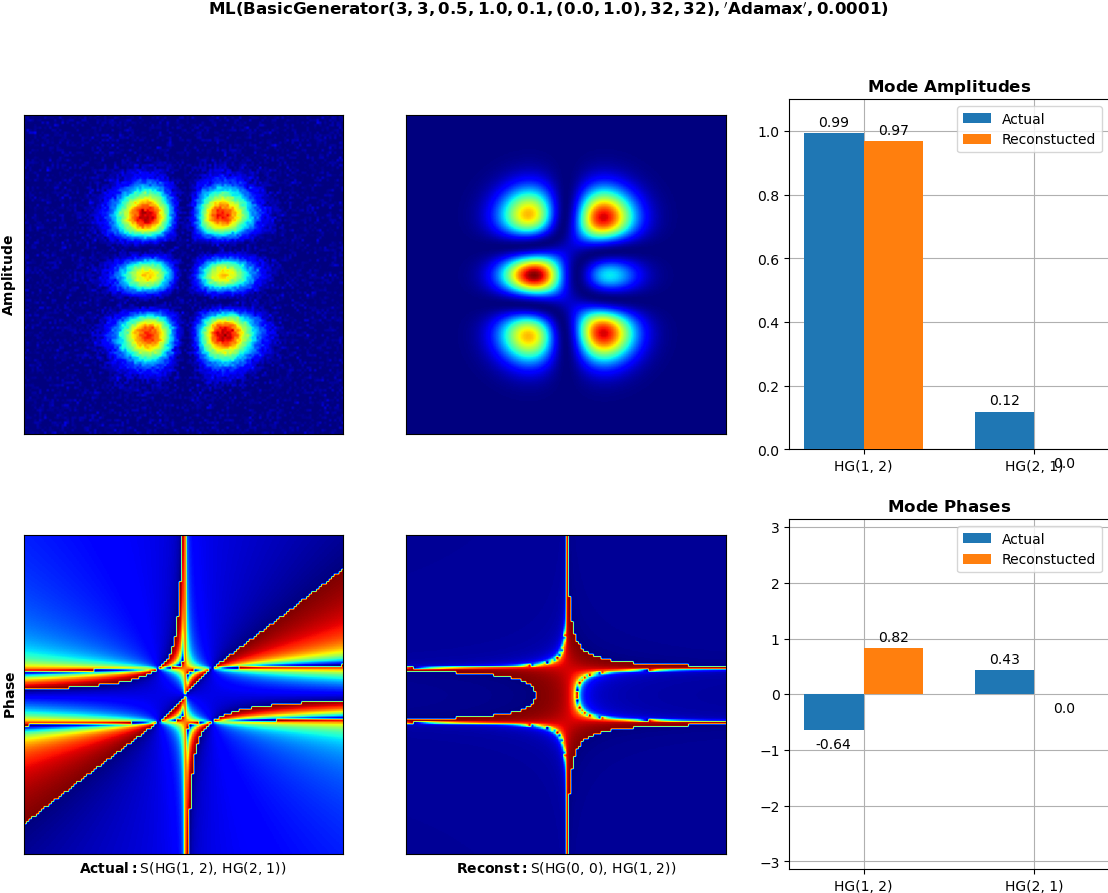 ML(BasicGenerator(3, 3, 0.5, 1.0, 0.1, (0.0, 1.0), 32, 32), 'Adamax', 0.0001)
Amplitude
Mode Amplitudes
Actual
Reconstucted
1.0
0.8
0.6
0.4
0.2
0.0
0.99
0.97
0.12
0.0
HG(1, 2)
HG(2, 1)
Phase
Actual: S(HG(1, 2), HG(2, 1))
Reconst: S(HG(0, 0), HG(1, 2))
Mode Phases
Actual
Reconstucted
3
2
1
0
−1
−2
−3
-0.64
0.82
0.43
0.0
HG(1, 2)
HG(2, 1)